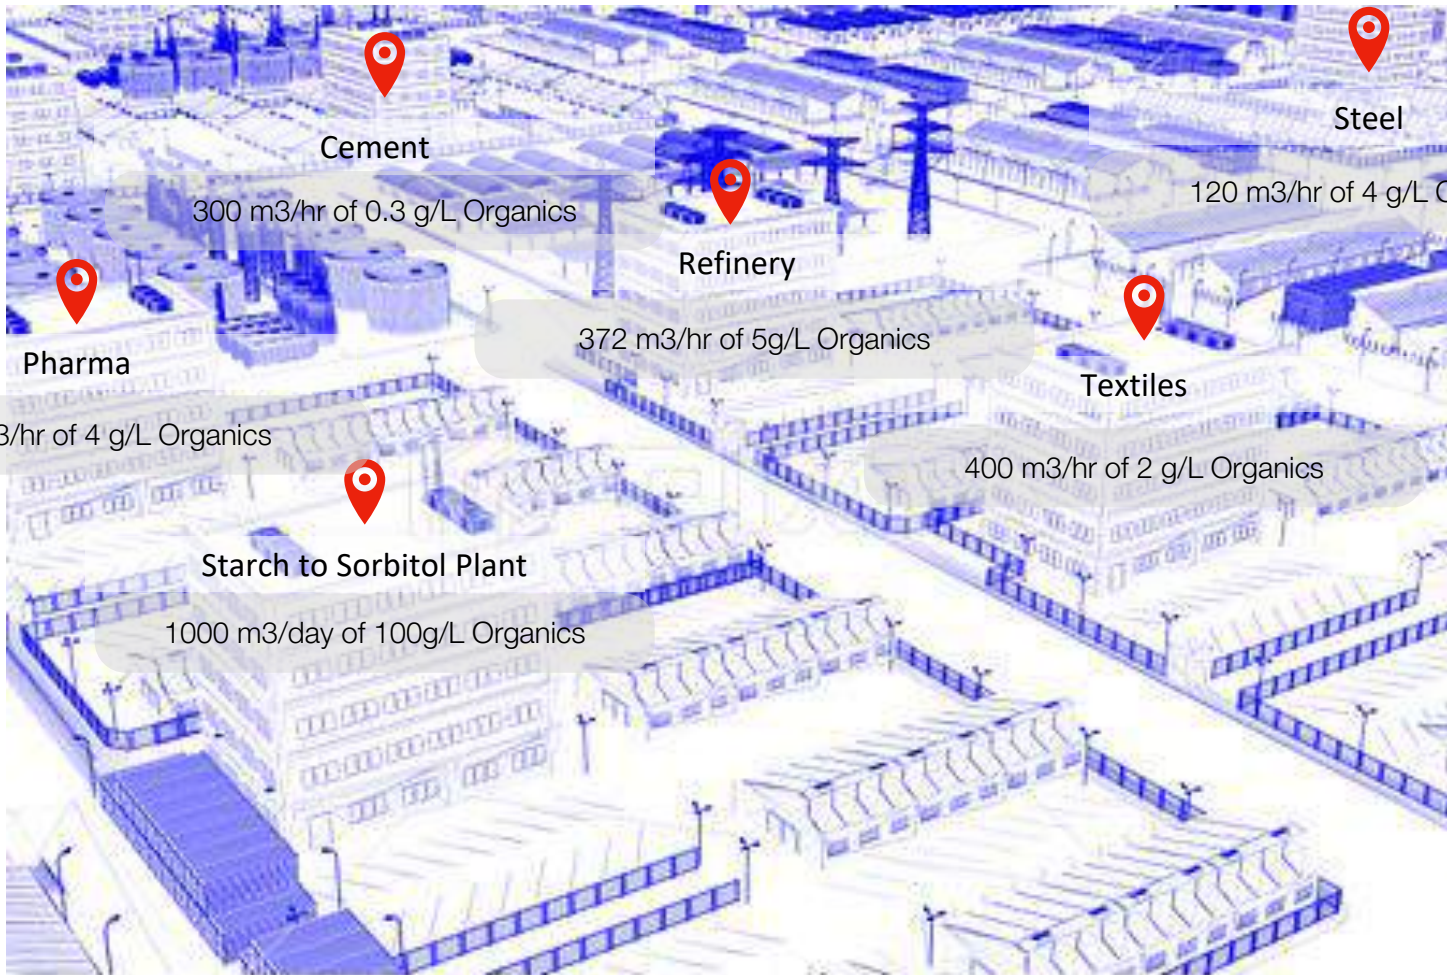 Cement
300 m3/hr of 0.3 g/L Organics
Steel
120 m3/hr of 4 g/L
Refinery
372 m3/hr of 5g/L Organics
Textiles
400 m3/hr of 2 g/L Organics
Pharma
3/hr of 4 g/L Organics
Starch to Sorbitol Plant
1000 m3/day of 100g/L Organics